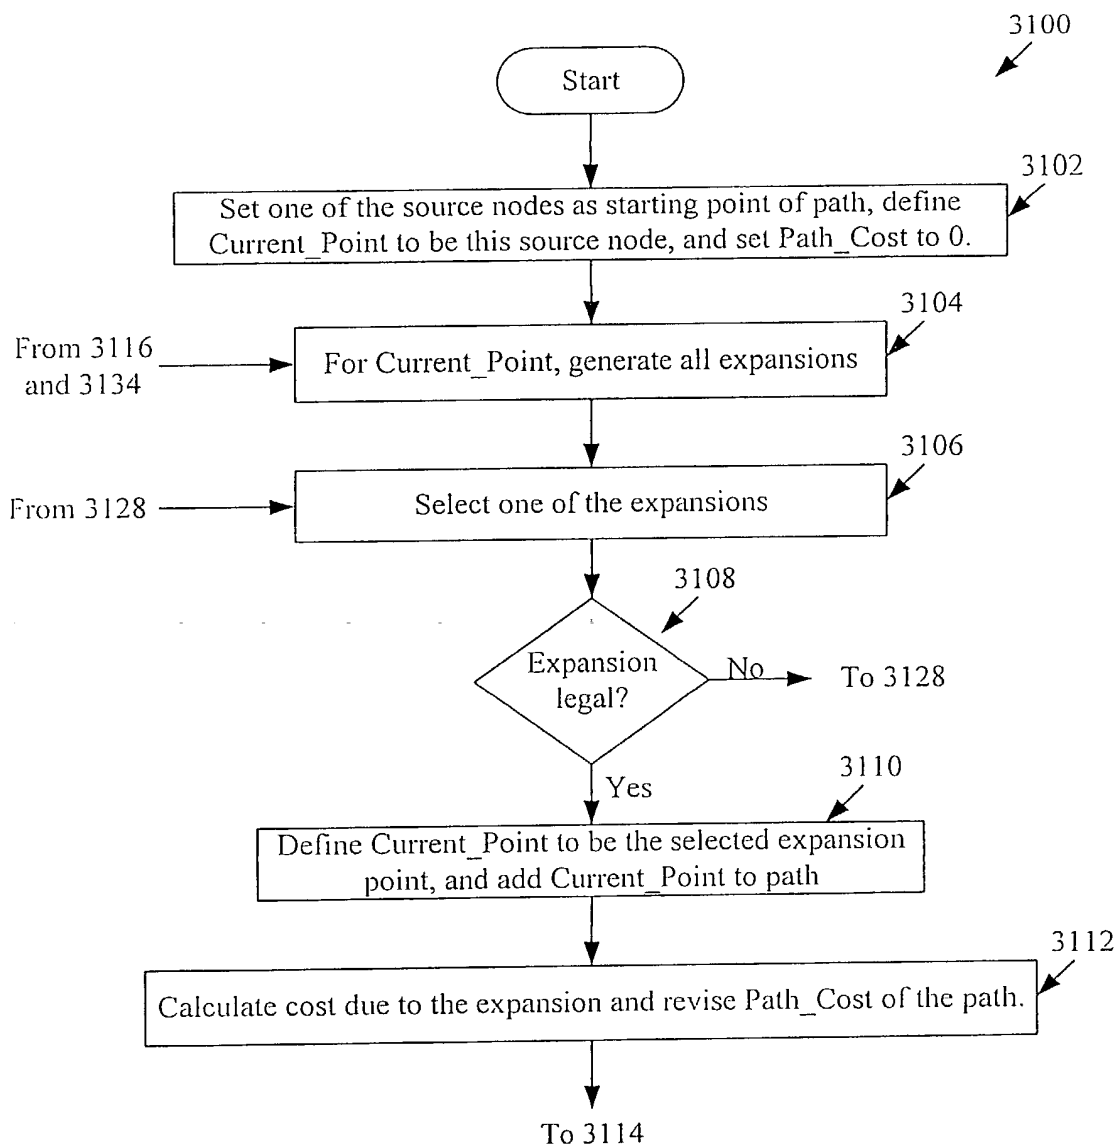 3100
Start
3102
Set one of the source nodes as starting point of path, define
Current_Point to be this source node, and set Path_Cost to 0.
3104
From 3116
and 3134
For Current_Point, generate all expansions
3106
From 3128
Select one of the expansions
3108
Expansion
legal?
No
To 3128
Yes
3110
Define Current_Point to be the selected expansion
point, and add Current_Point to path
3112
Calculate cost due to the expansion and revise Path_Cost of the path.
To 3114